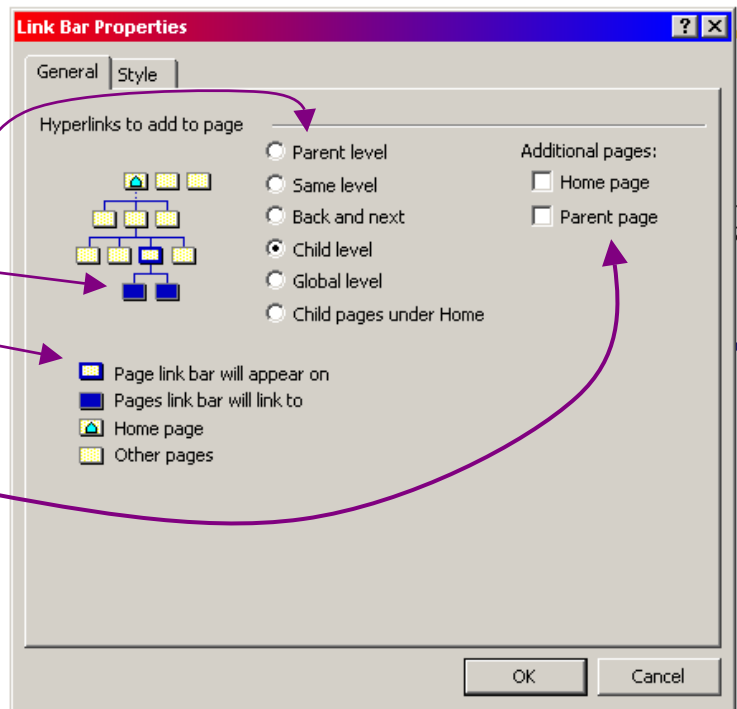 Link Bar Properties
General Style
Hyperlinks to add to page
Parent level
Same level
Back and next
Child level
Global level
Child pages under Home
Additional pages:
Home page
Parent page
Page link bar will appear on
Pages link bar will link to
Home page
Other pages
OK Cancel